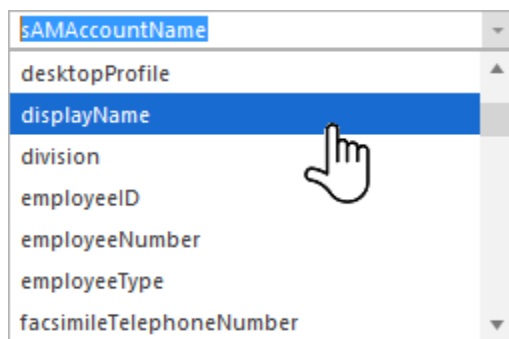 sAMAccountName
desktopProfile
displayName
division
employeeID
employeeNumber
employeeType
facsimileTelephoneNumber